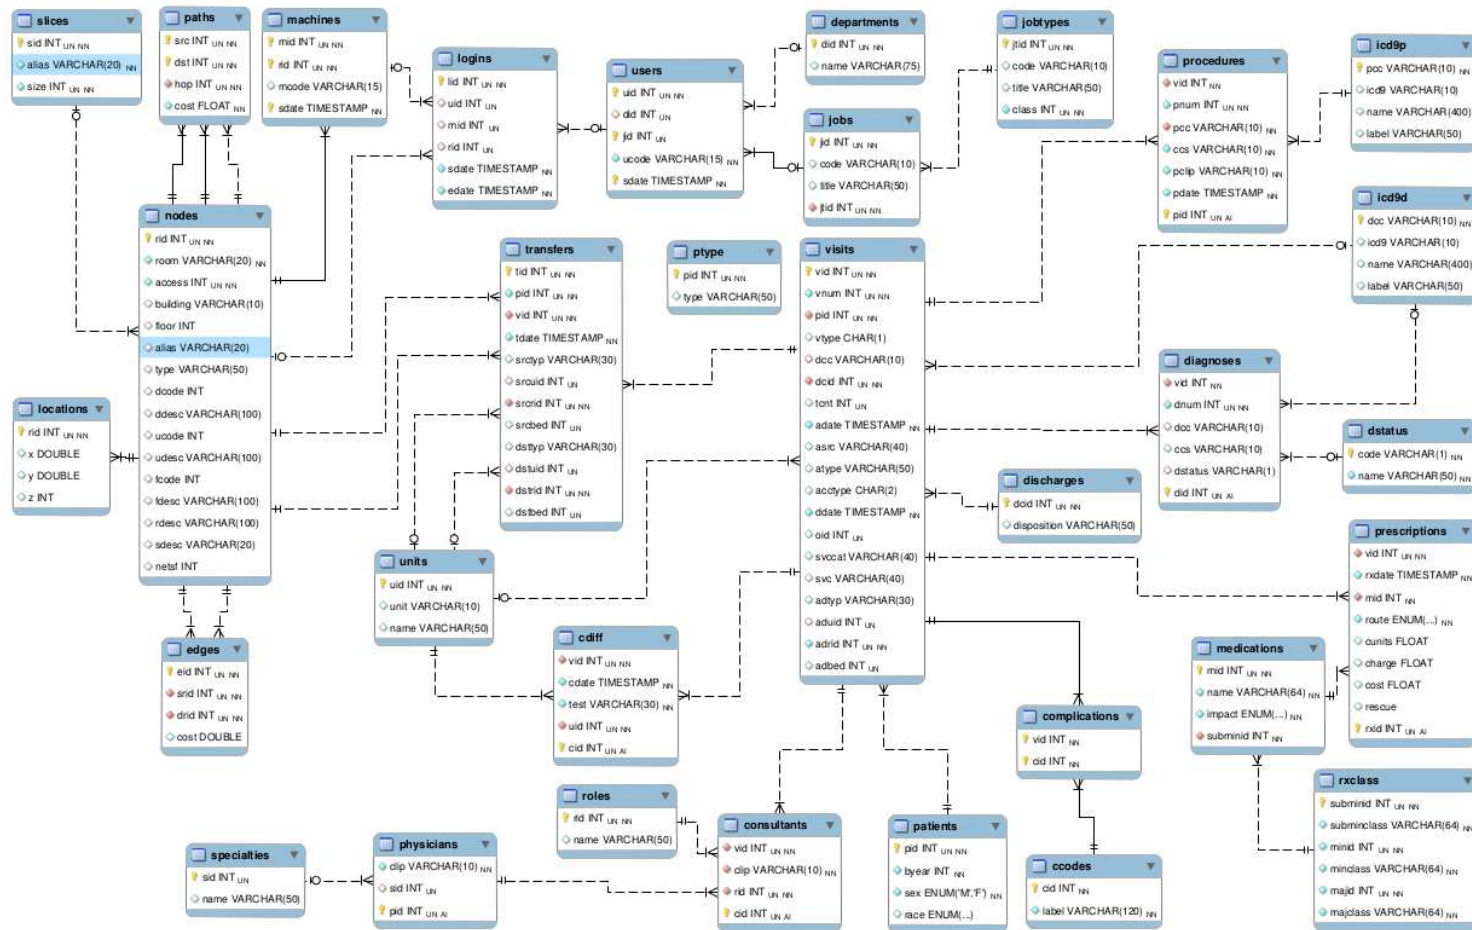 slices
sid INT UN NN
alias VARCHAR(20) NN
size INT UN NN
paths
src INT UN NN
dst INT UN NN
hop INT UN NN
cost FLOAT NN
machines
mid INT UN NN
rid INT UN NN
mcode VARCHAR(15)
sdate TIMESTAMP NN
logins
lid INT UN NN
uid INT UN
mid INT UN
rid INT UN
sdate TIMESTAMP NN
edate TIMESTAMP NN
users
uid INT UN NN
did INT UN
jid INT UN
ucode VARCHAR(15) NN
sdate TIMESTAMP NN
departments
did INT UN NN
name VARCHAR(75)
jobs
jid INT UN NN
code VARCHAR(10)
title VARCHAR(50)
jtid INT UN NN
jobtypes
jtid INT UN NN
code VARCHAR(10)
title VARCHAR(50)
class INT UN NN
procedures
vid INT UN NN
pnum INT UN NN
pcc VARCHAR(10) NN
ccs VARCHAR(10) NN
pclip VARCHAR(10) NN
pdate TIMESTAMP NN
pid INT UN AI
icd9p
pcc VARCHAR(10) NN
icd9 VARCHAR(10)
name VARCHAR(400)
label VARCHAR(50)
icd9d
dcc VARCHAR(10) NN
icd9 VARCHAR(10)
name VARCHAR(400)
label VARCHAR(50)
nodes
rid INT UN NN
room VARCHAR(20) NN
access INT UN NN
building VARCHAR(10)
floor INT
alias VARCHAR(20)
type VARCHAR(50)
dcode INT
ddesc VARCHAR(100)
ucode INT
udesc VARCHAR(100)
fcode INT
fdesc VARCHAR(100)
rdesc VARCHAR(100)
sdesc VARCHAR(20)
netsf INT
locations
rid INT UN NN
x DOUBLE
y DOUBLE
z INT
transfers
tid INT UN NN
pid INT UN NN
vid INT UN NN
tdate TIMESTAMP NN
srctyp VARCHAR(30)
srcuid INT UN
srcrid INT UN NN
srcbed INT UN
dsttyp VARCHAR(30)
dstuid INT UN
dstrid INT UN NN
dstbed INT UN
ptype
pid INT UN NN
type VARCHAR(50)
visits
vid INT UN NN
vnum INT UN NN
pid INT UN NN
vtype CHAR(1)
dcc VARCHAR(10)
dcid INT UN NN
tcnt INT UN
adate TIMESTAMP NN
asrc VARCHAR(40)
atype VARCHAR(50)
acctype CHAR(2)
ddate TIMESTAMP NN
oid INT UN
svccat VARCHAR(40)
svc VARCHAR(40)
adtyp VARCHAR(30)
aduid INT UN
adrid INT UN NN
adbed INT UN
diagnoses
vid INT NN
dnum INT UN NN
dcc VARCHAR(10)
ccs VARCHAR(10)
dstatus VARCHAR(1)
did INT UN AI
dstatus
code VARCHAR(1) NN
name VARCHAR(50) NN
discharges
dcid INT UN NN
disposition VARCHAR(50)
prescriptions
vid INT UN NN
rxdate TIMESTAMP NN
mid INT NN
route ENUM(...) NN
cunits FLOAT
charge FLOAT
cost FLOAT
rescue
rxid INT UN AI
units
uid INT UN NN
unit VARCHAR(10)
name VARCHAR(50)
edges
eid INT UN NN
srid INT UN NN
drid INT UN NN
cost DOUBLE
cdiff
vid INT UN NN
cdate TIMESTAMP NN
test VARCHAR(30) NN
uid INT UN NN
cid INT UN AI
medications
mid INT UN NN
name VARCHAR(64) NN
impact ENUM(...) NN
subminid INT NN
complications
vid INT NN
cid INT NN
rxclass
subminid INT UN NN
subminclass VARCHAR(64) NN
minid INT UN NN
minclass VARCHAR(64) NN
majid INT UN NN
majclass VARCHAR(64) NN
roles
rid INT UN NN
name VARCHAR(50)
consultants
vid INT UN NN
clip VARCHAR(10) NN
rid INT UN NN
cid INT UN AI
patients
pid INT UN NN
byear INT NN
sex ENUM('M','F') NN
race ENUM(...)
ccodes
cid INT NN
label VARCHAR(120) NN
physicians
clip VARCHAR(10) NN
sid INT UN
pid INT UN AI
specialties
sid INT UN
name VARCHAR(50)